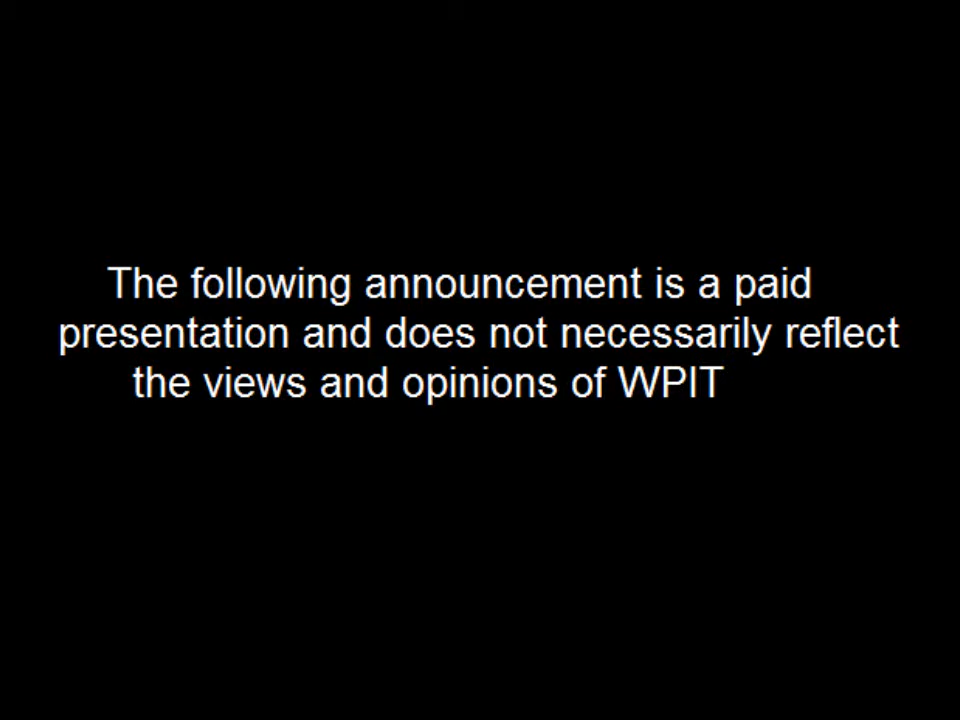 The following announcement is a paid
presentation and does not necessarily reflect
the views and opinions of WPIT